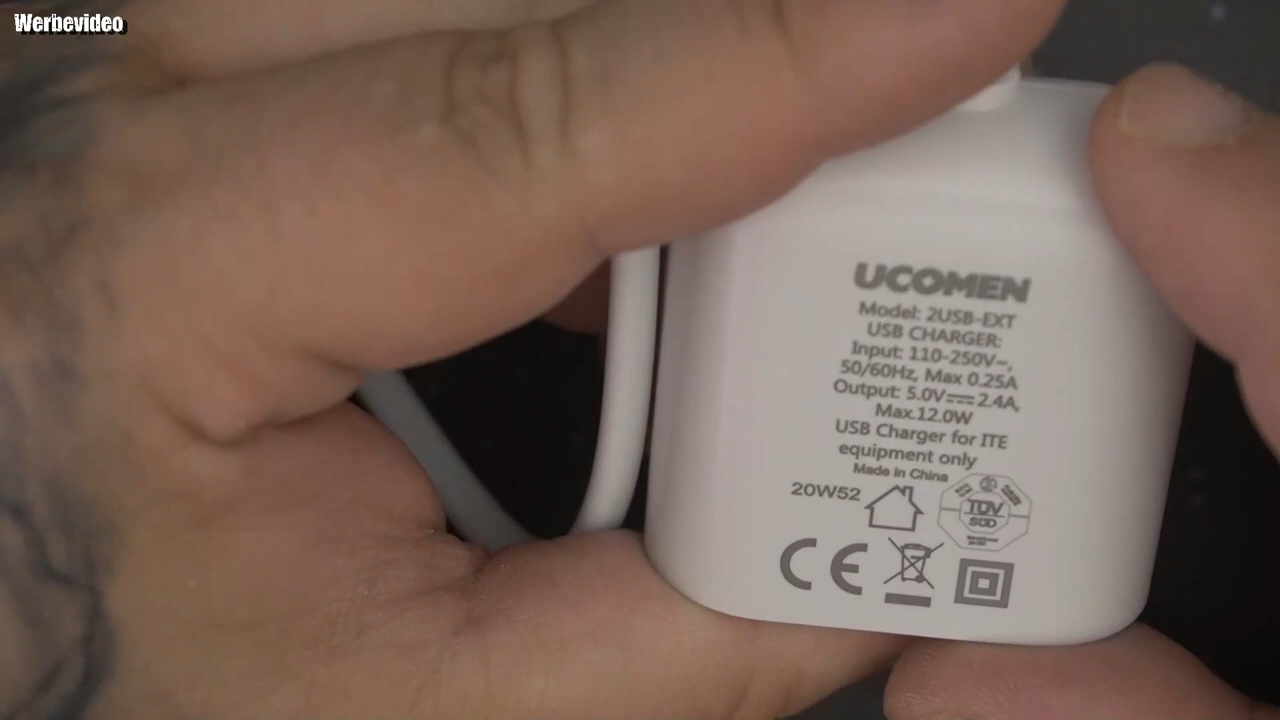 Werbevideo
UCOMEN
Model: 2USB-EXT
USB CHARGER:
Input: 110-250V~,
50/60Hz, Max 0.25A
Output: 5.0V⎓2.4A,
Max.12.0W
USB Charger for ITE
equipment only
Made in China
20W52
TÜV
SÜD
CE